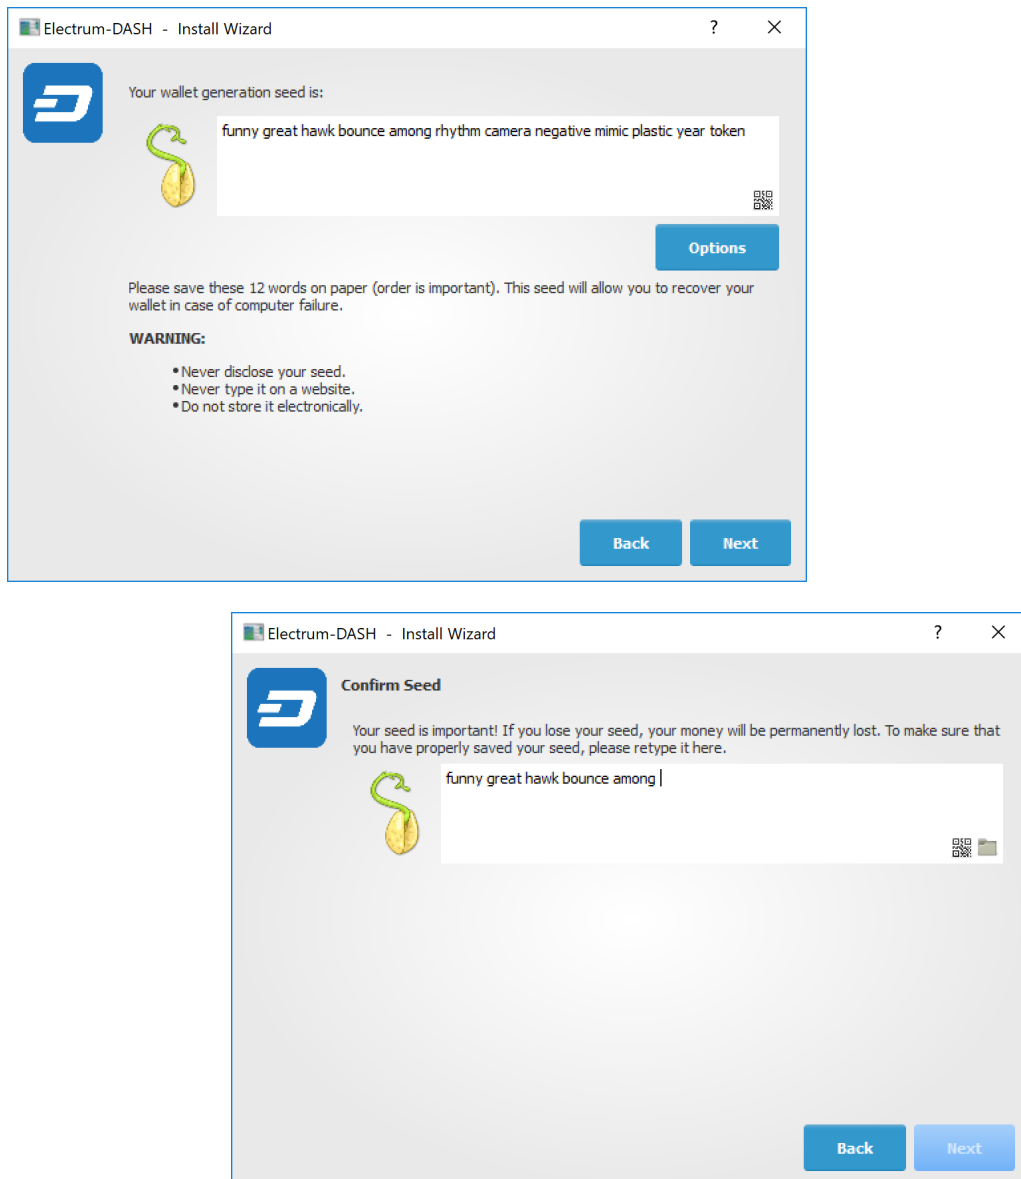 Electrum-DASH - Install Wizard
?
Your wallet generation seed is:
funny great hawk bounce among rhythm camera negative mimic plastic year token
Options
Please save these 12 words on paper (order is important). This seed will allow you to recover your
wallet in case of computer failure.
WARNING:
•Never disclose your seed.
•Never type it on a website.
•Do not store it electronically.
Back
Next
Electrum-DASH - Install Wizard
?
Confirm Seed
Your seed is important! If you lose your seed, your money will be permanently lost. To make sure that
you have properly saved your seed, please retype it here.
funny great hawk bounce among
Back
Next